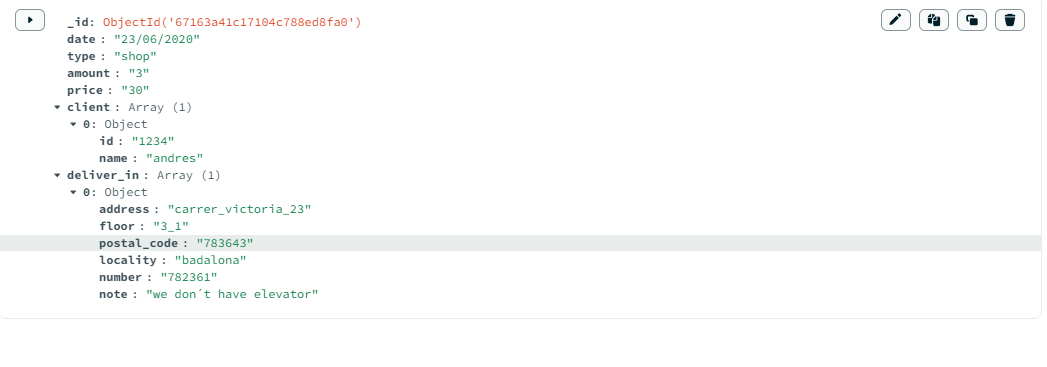 _id: ObjectId('67163a41c17104c788ed8fa0')
date : "23/06/2020"
type : "shop"
amount : "3"
price : "30"
client : Array (1)
0: Object
id : "1234"
name : "andres"
deliver_in : Array (1)
0: Object
address : "carrer_victoria_23"
floor : "3_1"
postal_code : "783643"
locality : "badalona"
number : "782361"
note : "we don´t have elevator"